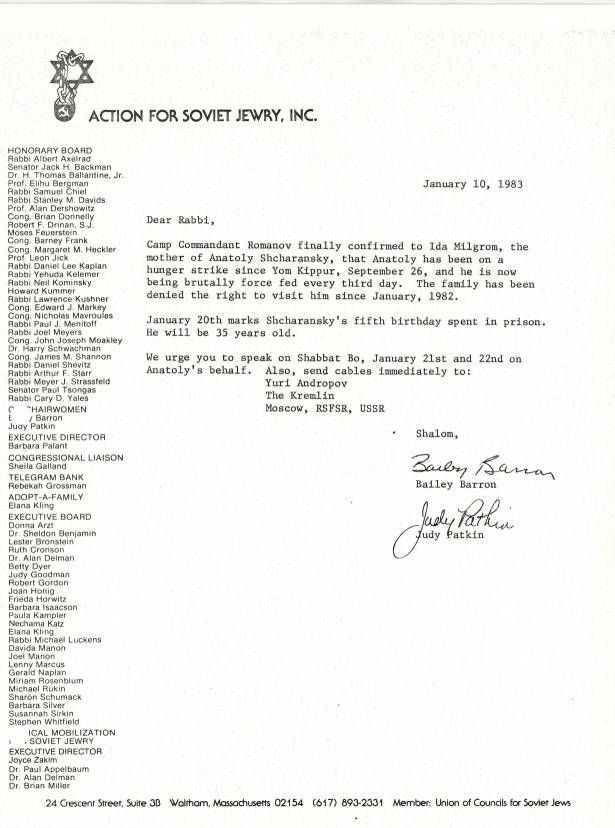 ACTION FOR SOVIET JEWRY, INC.
HONORARY BOARD
Rabbi Albert Axelrad
Senator Jack H. Backman
Dr. H. Thomas Ballantine, Jr.
Prof. Elihu Bergman
Rabbi Samuel Chiel
Rabbi Stanley M. Davids
Prof. Alan Dershowitz
Cong. Brian Donnelly
Robert F. Drinan, S.J.
Moses Feuerstein
Cong. Barney Frank
Cong. Margaret M. Heckler
Prof. Leon Jick
Rabbi Daniel Lee Kaplan
Rabbi Yehuda Kelemer
Rabbi Neil Kominsky
Howard Kummer
Rabbi Lawrence Kushner
Cong. Edward J. Markey
Cong. Nicholas Mavroules
Rabbi Paul J. Menitoff
Rabbi Joel Meyers
Cong. John Joseph Moakley
Dr. Harry Schwachman
Cong. James M. Shannon
Rabbi Daniel Shevitz
Rabbi Arthur F. Starr
Rabbi Meyer J. Strassfeld
Senator Paul Tsongas
Rabbi Cary D. Yales
C HAIRWOMEN
Barron
Judy Patkin
EXECUTIVE DIRECTOR
Barbara Palant
CONGRESSIONAL LIAISON
Sheila Galland
TELEGRAM BANK
Rebekah Grossman
ADOPT-A-FAMILY
Elana Kling
EXECUTIVE BOARD
Donna Arzt
Dr. Sheldon Benjamin
Lester Bronstein
Ruth Cronson
Dr. Alan Delman
Betty Dyer
Judy Goodman
Robert Gordon
Joan Honig
Frieda Horwitz
Barbara Isaacson
Paula Kampler
Nechama Katz
Elana Kling
Rabbi Michael Luckens
Davida Manon
Joel Manon
Lenny Marcus
Gerald Naplan
Miriam Rosenblum
Michael Rukin
Sharon Schumack
Barbara Silver
Susannah Sirkin
Stephen Whitfield
ICAL MOBILIZATION
SOVIET JEWRY
EXECUTIVE DIRECTOR
Joyce Zakim
Dr. Paul Appelbaum
Dr. Alan Delman
Dr. Brian Miller
January 10, 1983
Dear Rabbi,
Camp Commandant Romanov finally confirmed to Ida Milgrom, the
mother of Anatoly Shcharansky, that Anatoly has been on a
hunger strike since Yom Kippur, September 26, and he is now
being brutally force fed every third day. The family has been
denied the right to visit him since January, 1982.
January 20th marks Shcharansky's fifth birthday spent in prison.
He will be 35 years old.
We urge you to speak on Shabbat Bo, January 21st and 22nd on
Anatoly's behalf. Also, send cables immediately to:
Yuri Andropov
The Kremlin
Moscow, RSFSR, USSR
Shalom,
Bailey Barron
Bailey Barron
Judy Patkin
Judy Patkin
24 Crescent Street, Suite 3B Waltham, Massachusetts 02154 (617) 893-2331 Member: Union of Councils for Soviet Jews